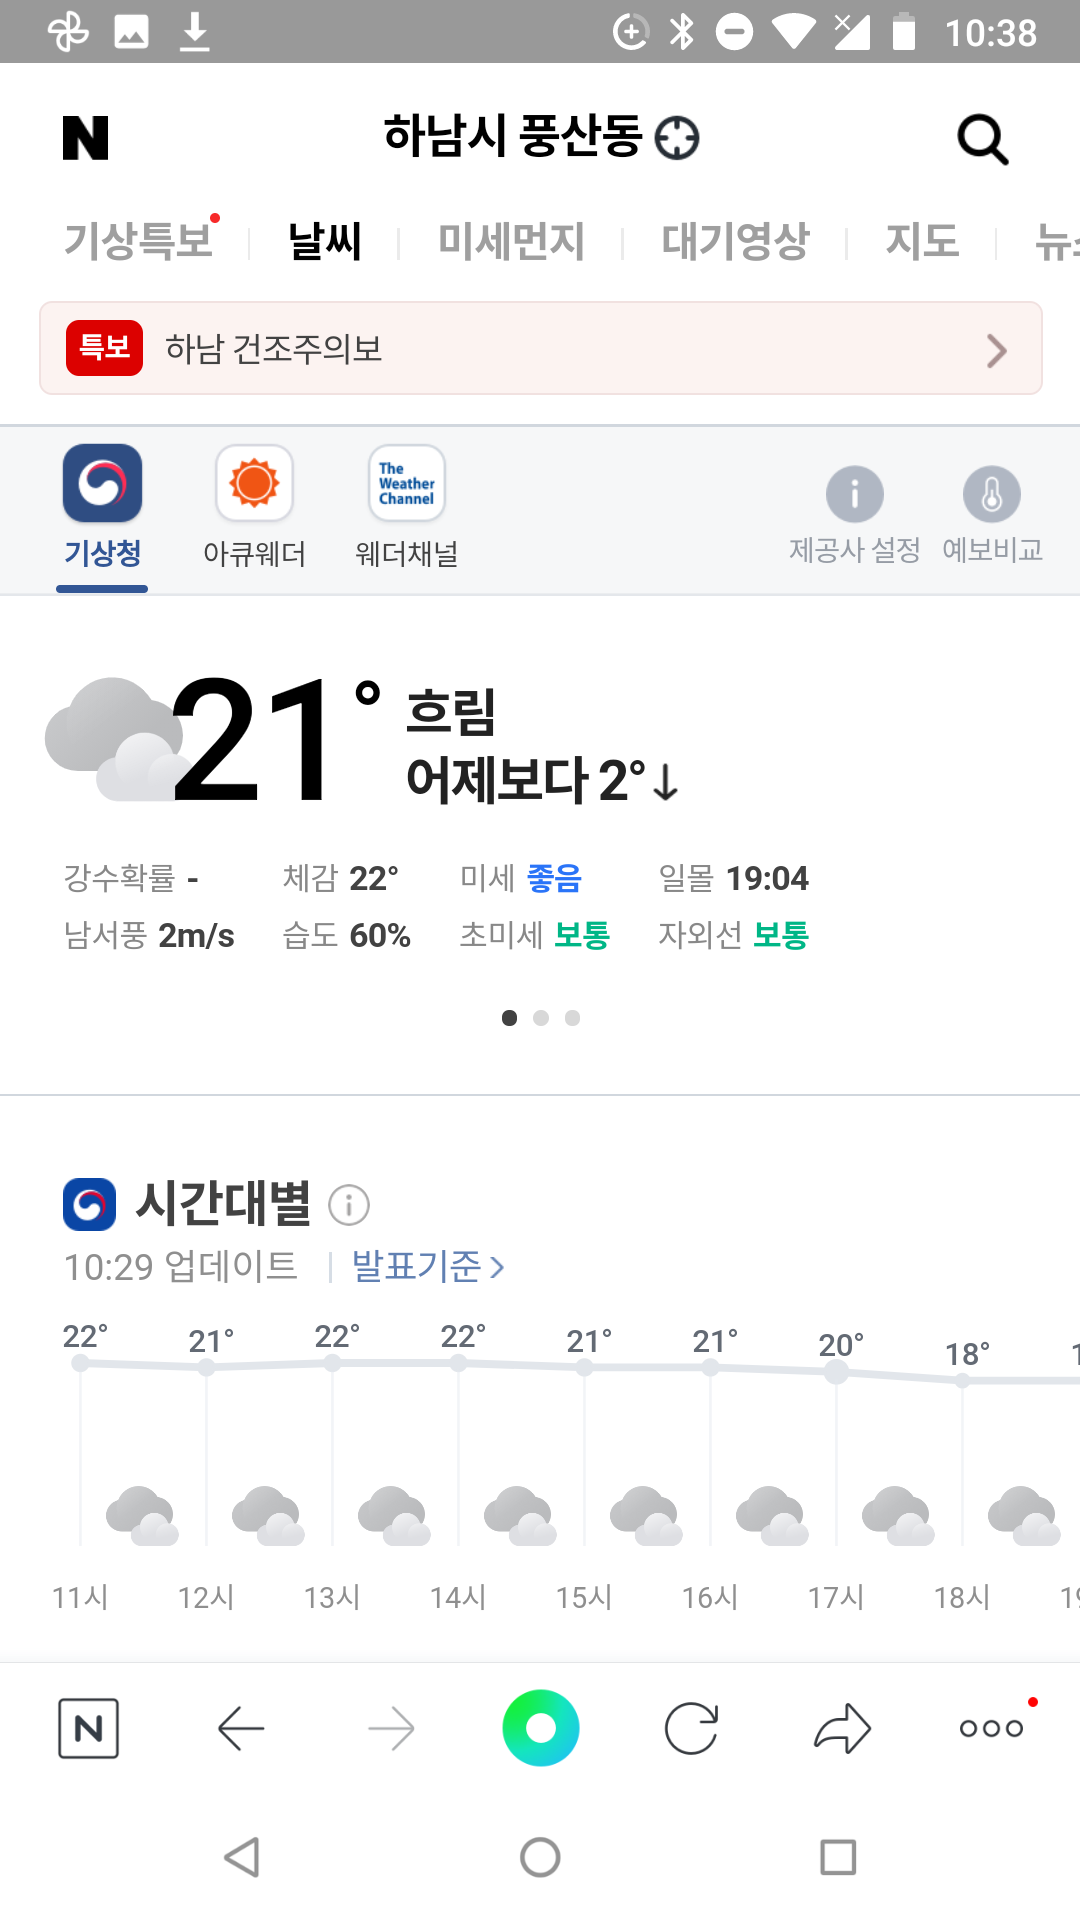 10:38
N
하남시 풍산동
기상특보 날씨 미세먼지 대기영상 지도
특보 하남 건조주의보
The
Weather
Channel
기상청 아큐웨더 웨더채널 제공사 설정 예보비교
21° 흐림
어제보다 2°↓
강수확률 - 체감 22° 미세 좋음 일몰 19:04
남서풍 2m/s 습도 60% 초미세 보통 자외선 보통
시간대별
10:29 업데이트 발표기준
22° 21° 22° 22° 21° 21° 20° 18°
11시 12시 13시 14시 15시 16시 17시 18시
N